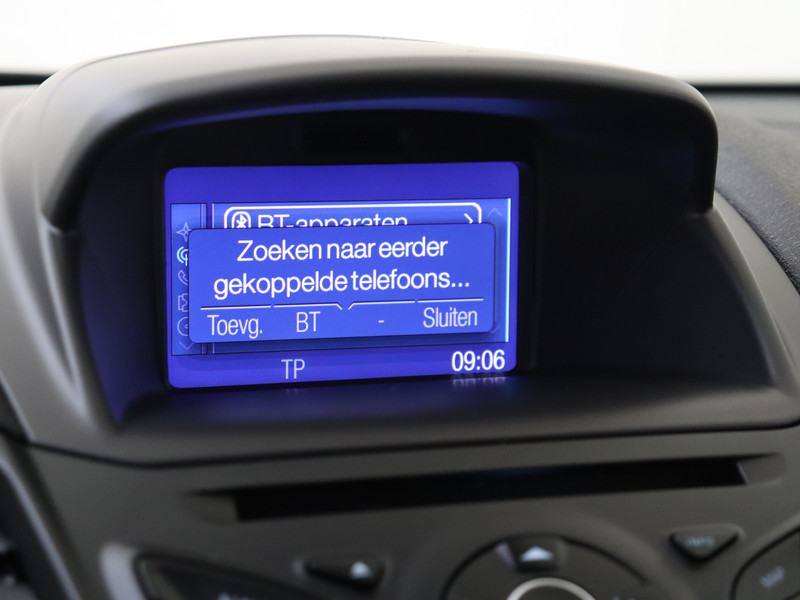 BT-apparaten
Zoeken naar eerder
gekoppelde telefoons...
Toevg. BT - Sluiten
TP 09:06